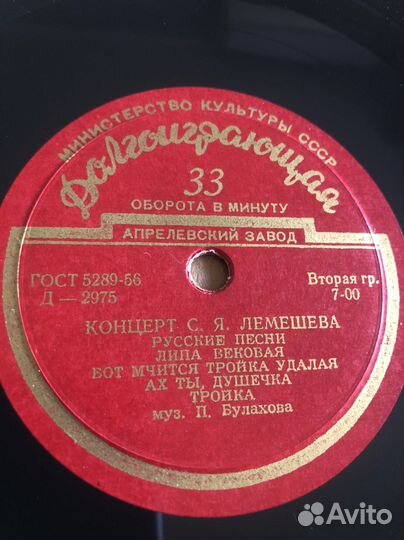 МИНИСТЕРСТВО КУЛЬТУРЫ СССР
Долгоиграющая
33
ОБОРОТА В МИНУТУ
АПРЕЛЕВСКИЙ ЗАВОД
ГОСТ 5289-56
Д — 2975
Вторая гр.
7-00
КОНЦЕРТ С. Я. ЛЕМЕШЕВА
РУССКИЕ ПЕСНИ
ЛИПА ВЕКОВАЯ
ВОТ МЧИТСЯ ТРОЙКА УДАЛАЯ
АХ ТЫ, ДУШЕЧКА
ТРОЙКА
муз. П. Булахова
Avito